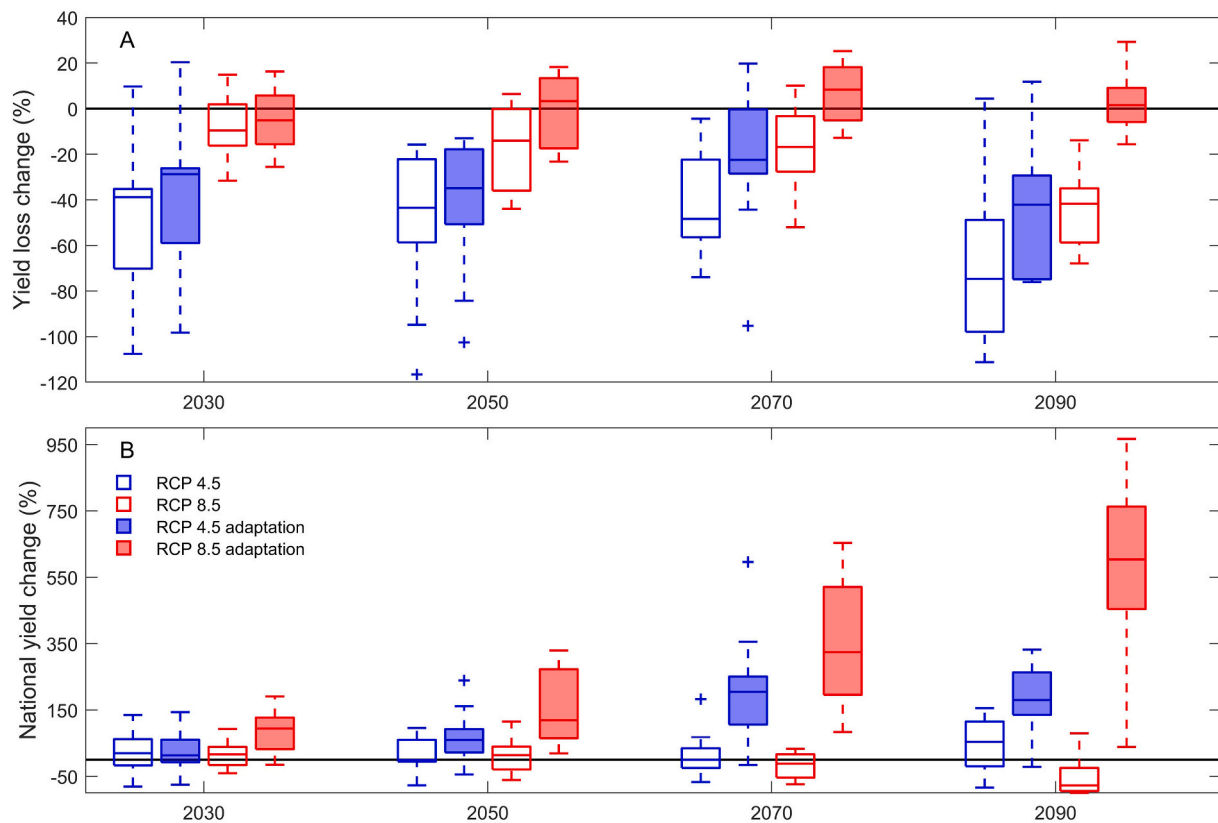 A
Yield loss change (%)
40
20
0
-20
-40
-60
-80
-100
-120
2030 2050 2070 2090
B
National yield change (%)
950
750
550
350
150
-50
RCP 4.5
RCP 8.5
RCP 4.5 adaptation
RCP 8.5 adaptation
2030 2050 2070 2090